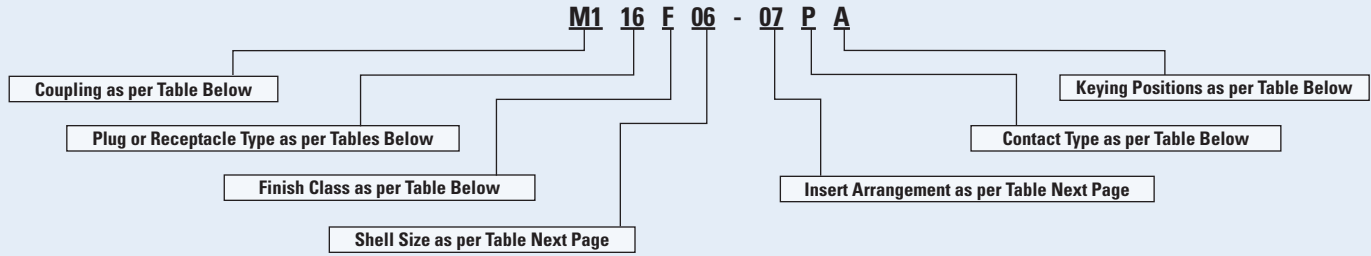 M1 16 F 06 - 07 P A
Coupling as per Table Below
Keying Positions as per Table Below
Plug or Receptacle Type as per Tables Below
Contact Type as per Table Below
Finish Class as per Table Below
Insert Arrangement as per Table Next Page
Shell Size as per Table Next Page